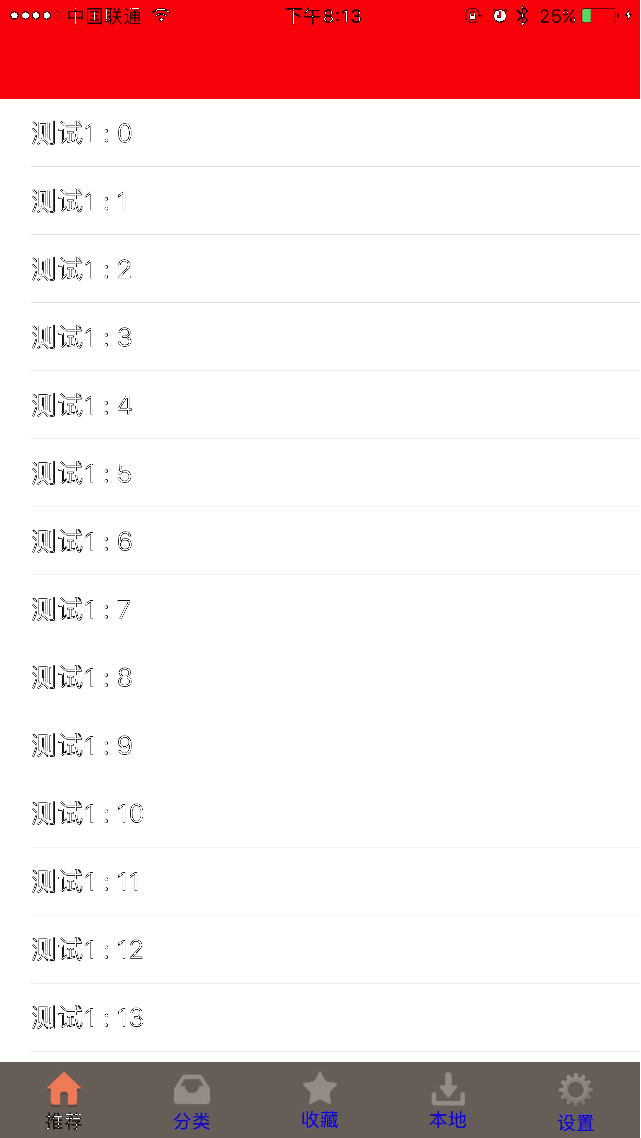 中国联通 下午8:13 25%
测试1 : 0
测试1 : 1
测试1 : 2
测试1 : 3
测试1 : 4
测试1 : 5
测试1 : 6
测试1 : 7
测试1 : 8
测试1 : 9
测试1 : 10
测试1 : 11
测试1 : 12
测试1 : 13
推荐 分类 收藏 本地 设置